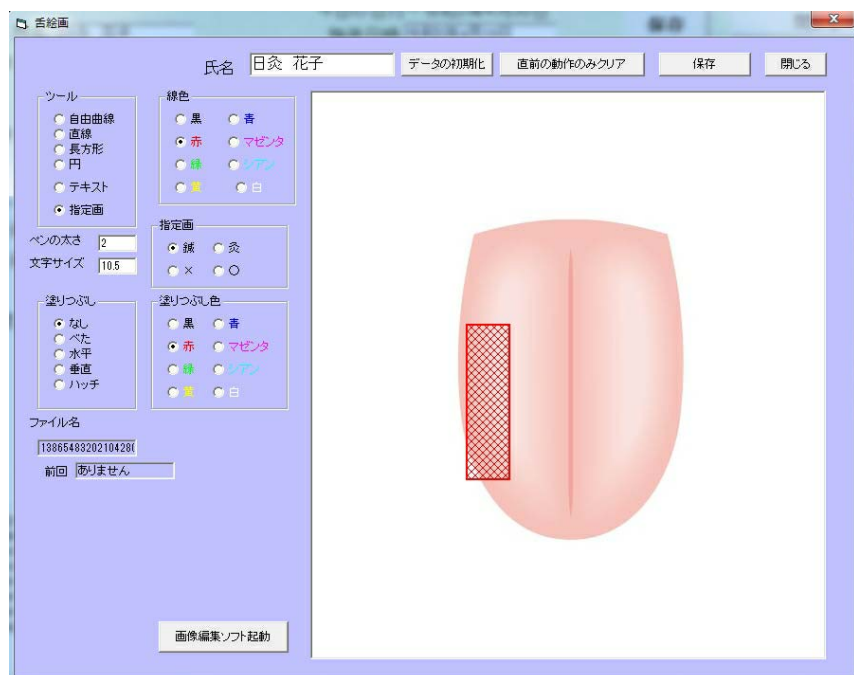 舌絵画
氏名 日灸 花子 データの初期化 直前の動作のみクリア 保存 閉じる
ツール
自由曲線
直線
長方形
円
テキスト
指定画
線色
黒 青
赤 マゼンタ
緑 シアン
黄 白
ペンの太さ 2
文字サイズ 10.5
指定画
鍼 灸
× ○
塗りつぶし
なし
べた
水平
垂直
ハッチ
塗りつぶし色
黒 青
赤 マゼンタ
緑 シアン
黄 白
ファイル名
前回 ありません
画像編集ソフト起動